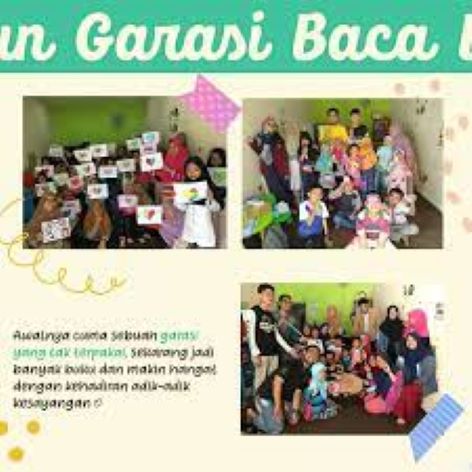 un Garasi Baca
Awalnya cuma sebuah garasi
yang tak terpakai, sekarang jadi
banyak buku dan makin hangat
dengan kehadiran adik-adik
kesayangan